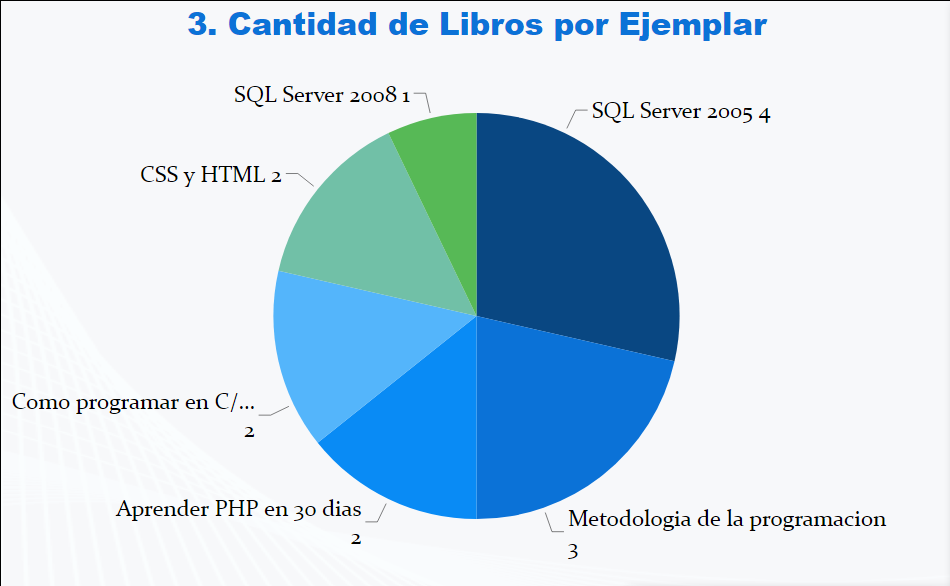 3. Cantidad de Libros por Ejemplar
SQL Server 2008 1
SQL Server 2005 4
CSS y HTML 2
Como programar en C/...
2
Aprender PHP en 30 dias
2
Metodologia de la programacion
3